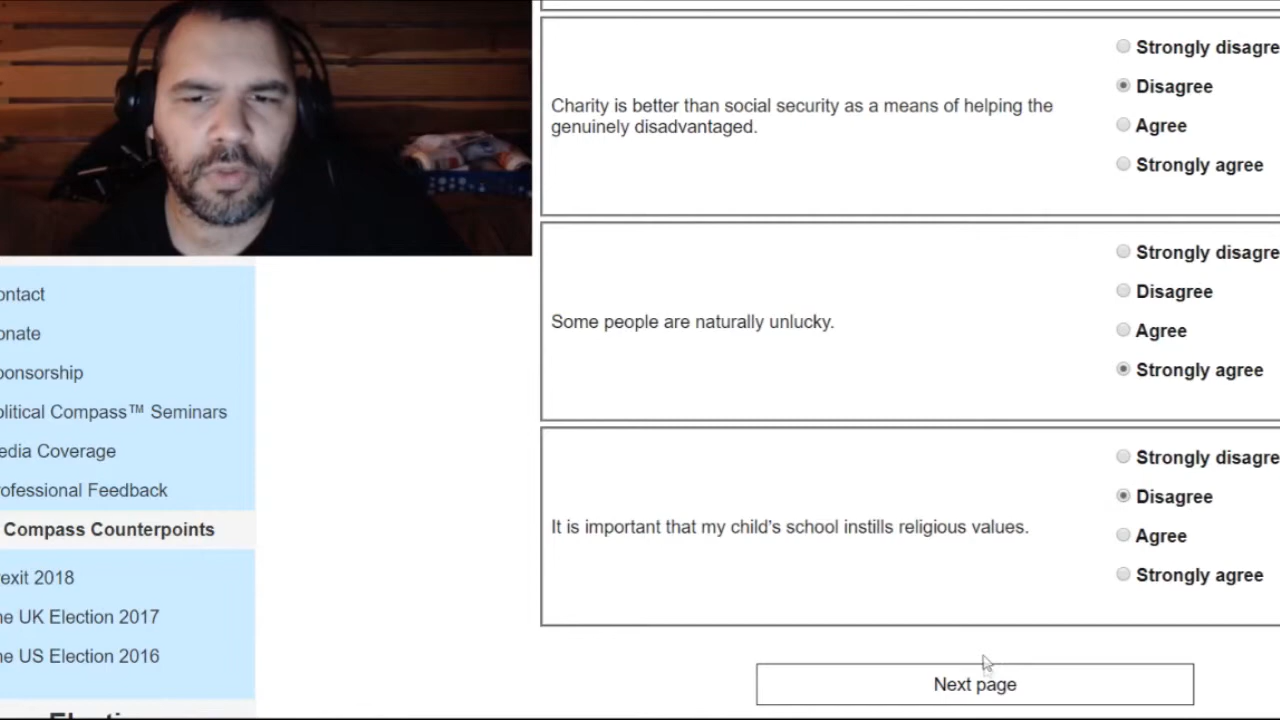 Strongly disagre
Disagree
Charity is better than social security as a means of helping the
genuinely disadvantaged.
Agree
Strongly agree
Strongly disagre
Disagree
Some people are naturally unlucky.
Agree
Strongly agree
Strongly disagre
Disagree
It is important that my child's school instills religious values.
Agree
Strongly agree
Next page
ontact
onate
ponsorship
olitical Compass™ Seminars
edia Coverage
rofessional Feedback
Compass Counterpoints
rexit 2018
he UK Election 2017
he US Election 2016